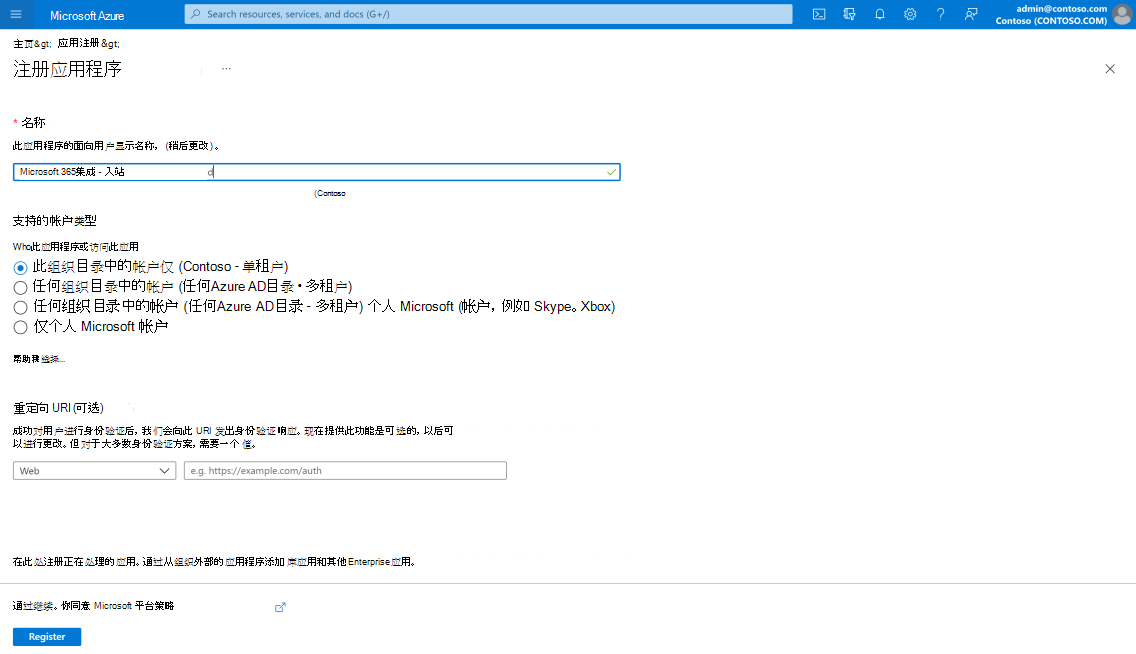 Microsoft Azure
Search resources, services, and docs (G+/)
admin@contoso.com
Contoso (CONTOSO.COM)
主页&gt; 应用注册&gt;
注册应用程序 ...
* 名称
此应用程序的面向用户显示名称， (稍后更改) 。
Microsoft 365集成 - 入站 d
(Contoso
支持的帐户类型
Who此应用程序或访问此应用
此组织目录中的帐户仅 (Contoso - 单租户)
任何组织目录中的帐户 (任何Azure AD目录 • 多租户)
任何组织目录中的帐户 (任何Azure AD目录 - 多租户) 个人 Microsoft (帐户，例如 Skype。Xbox)
仅个人 Microsoft 帐户
帮助我选择...
重定向 URI (可选)
成功对用户进行身份验证后，我们会向此 URI 发出身份验证响应。现在提供此功能是可选的，以后可
以进行更改。但对于大多数身份验证方案，需要一个值。
Web
e.g. https://example.com/auth
在此处注册正在处理的应用。通过从组织外部的应用程序添加 库应用和其他Enterprise应用。
通过继续，你同意 Microsoft 平台策略
Register